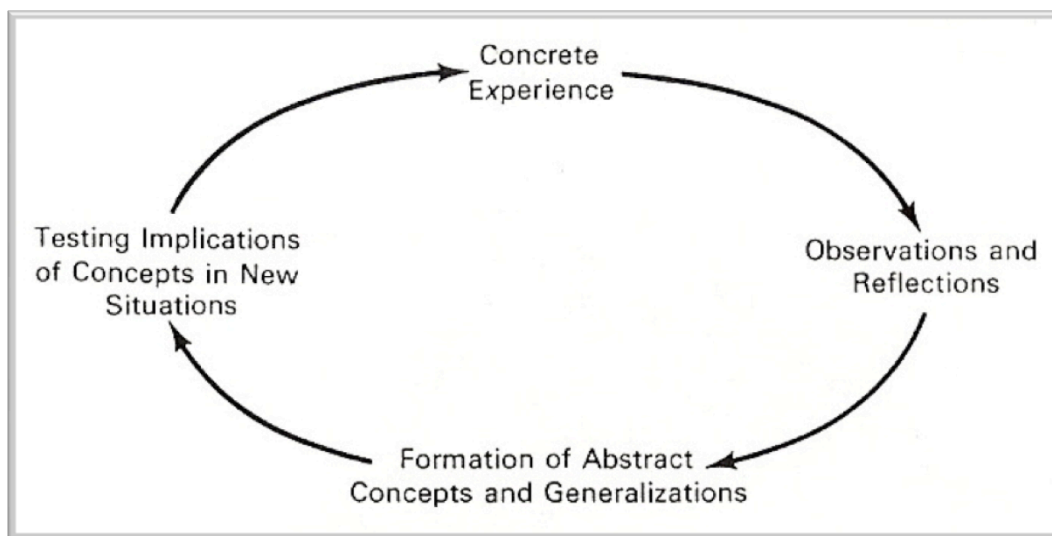 Concrete
Experience
Observations and
Reflections
Formation of Abstract
Concepts and Generalizations
Testing Implications
of Concepts in New
Situations